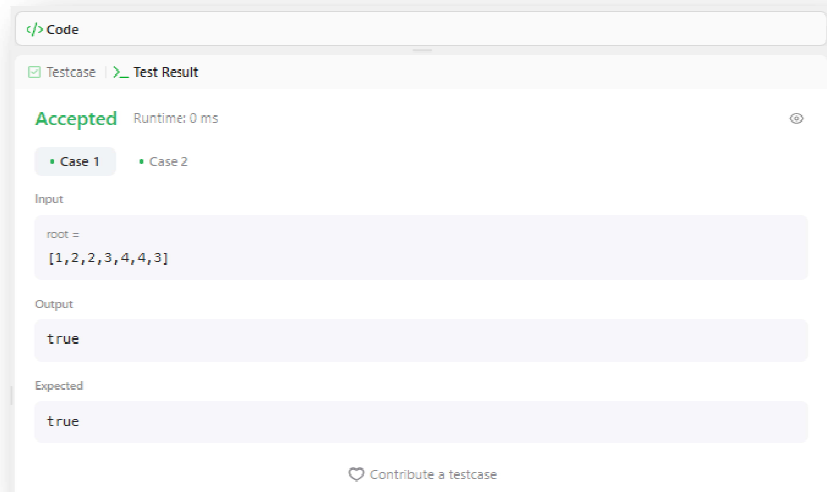 </> Code
Testcase
>_ Test Result
Accepted Runtime: 0 ms
• Case 1 • Case 2
Input
root =
[1,2,2,3,4,4,3]
Output
true
Expected
true
Contribute a testcase